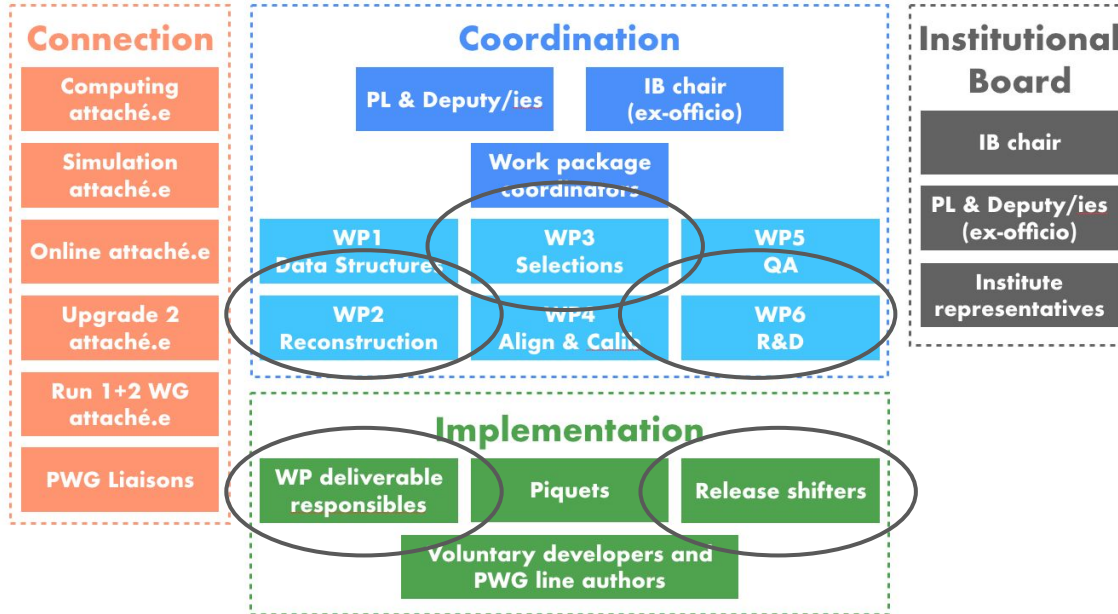 Connection
Computing
attaché.e
Simulation
attaché.e
Online attaché.e
Upgrade 2
attaché.e
Run 1+2 WG
attaché.e
PWG Liaisons
Coordination
PL & Deputy/ies
IB chair
(ex-officio)
Work package
coordinators
WP1
Data Structures
WP3
Selections
WP5
QA
WP2
Reconstruction
WP4
Align & Calib
WP6
R&D
Implementation
WP deliverable
responsibles
Piquets
Release shifters
Voluntary developers and
PWG line authors
Institutional
Board
IB chair
PL & Deputy/ies
(ex-officio)
Institute
representatives